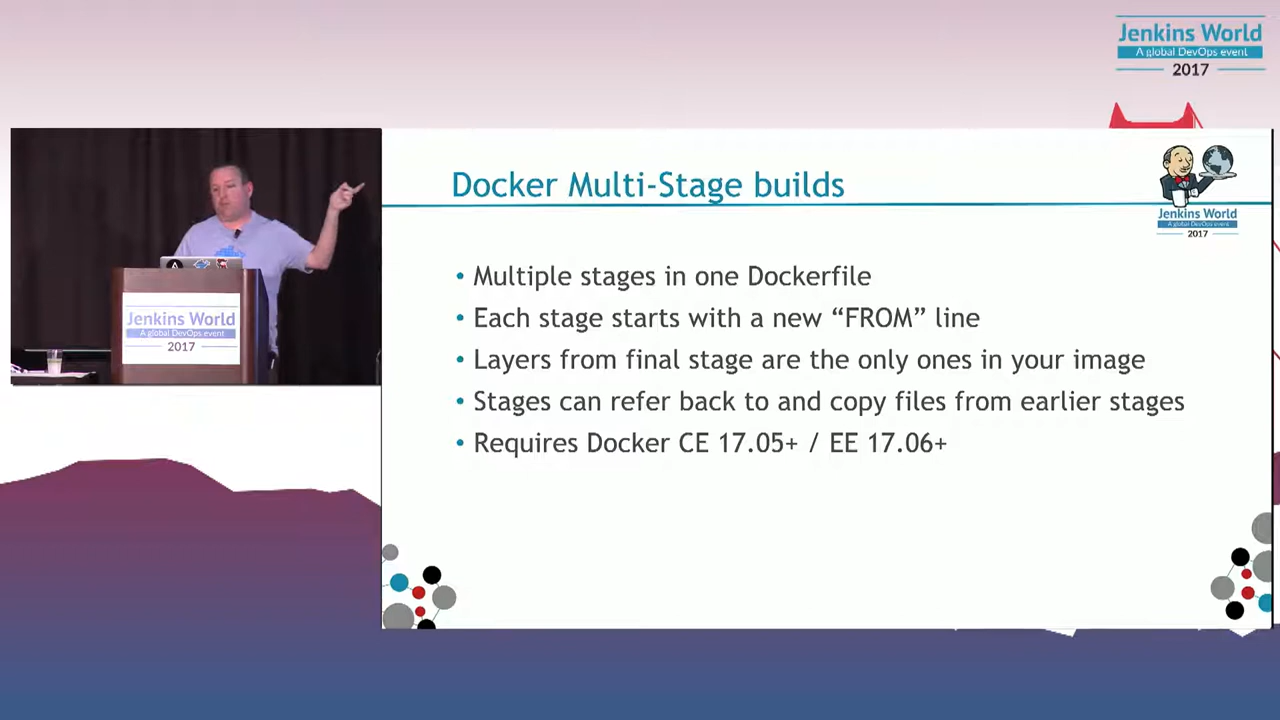 Jenkins World
A global DevOps event
2017
Docker Multi-Stage builds
Jenkins World
A global DevOps event
2017
• Multiple stages in one Dockerfile
• Each stage starts with a new “FROM” line
• Layers from final stage are the only ones in your image
• Stages can refer back to and copy files from earlier stages
• Requires Docker CE 17.05+ / EE 17.06+
Jenkins World
A global DevOps event
2017